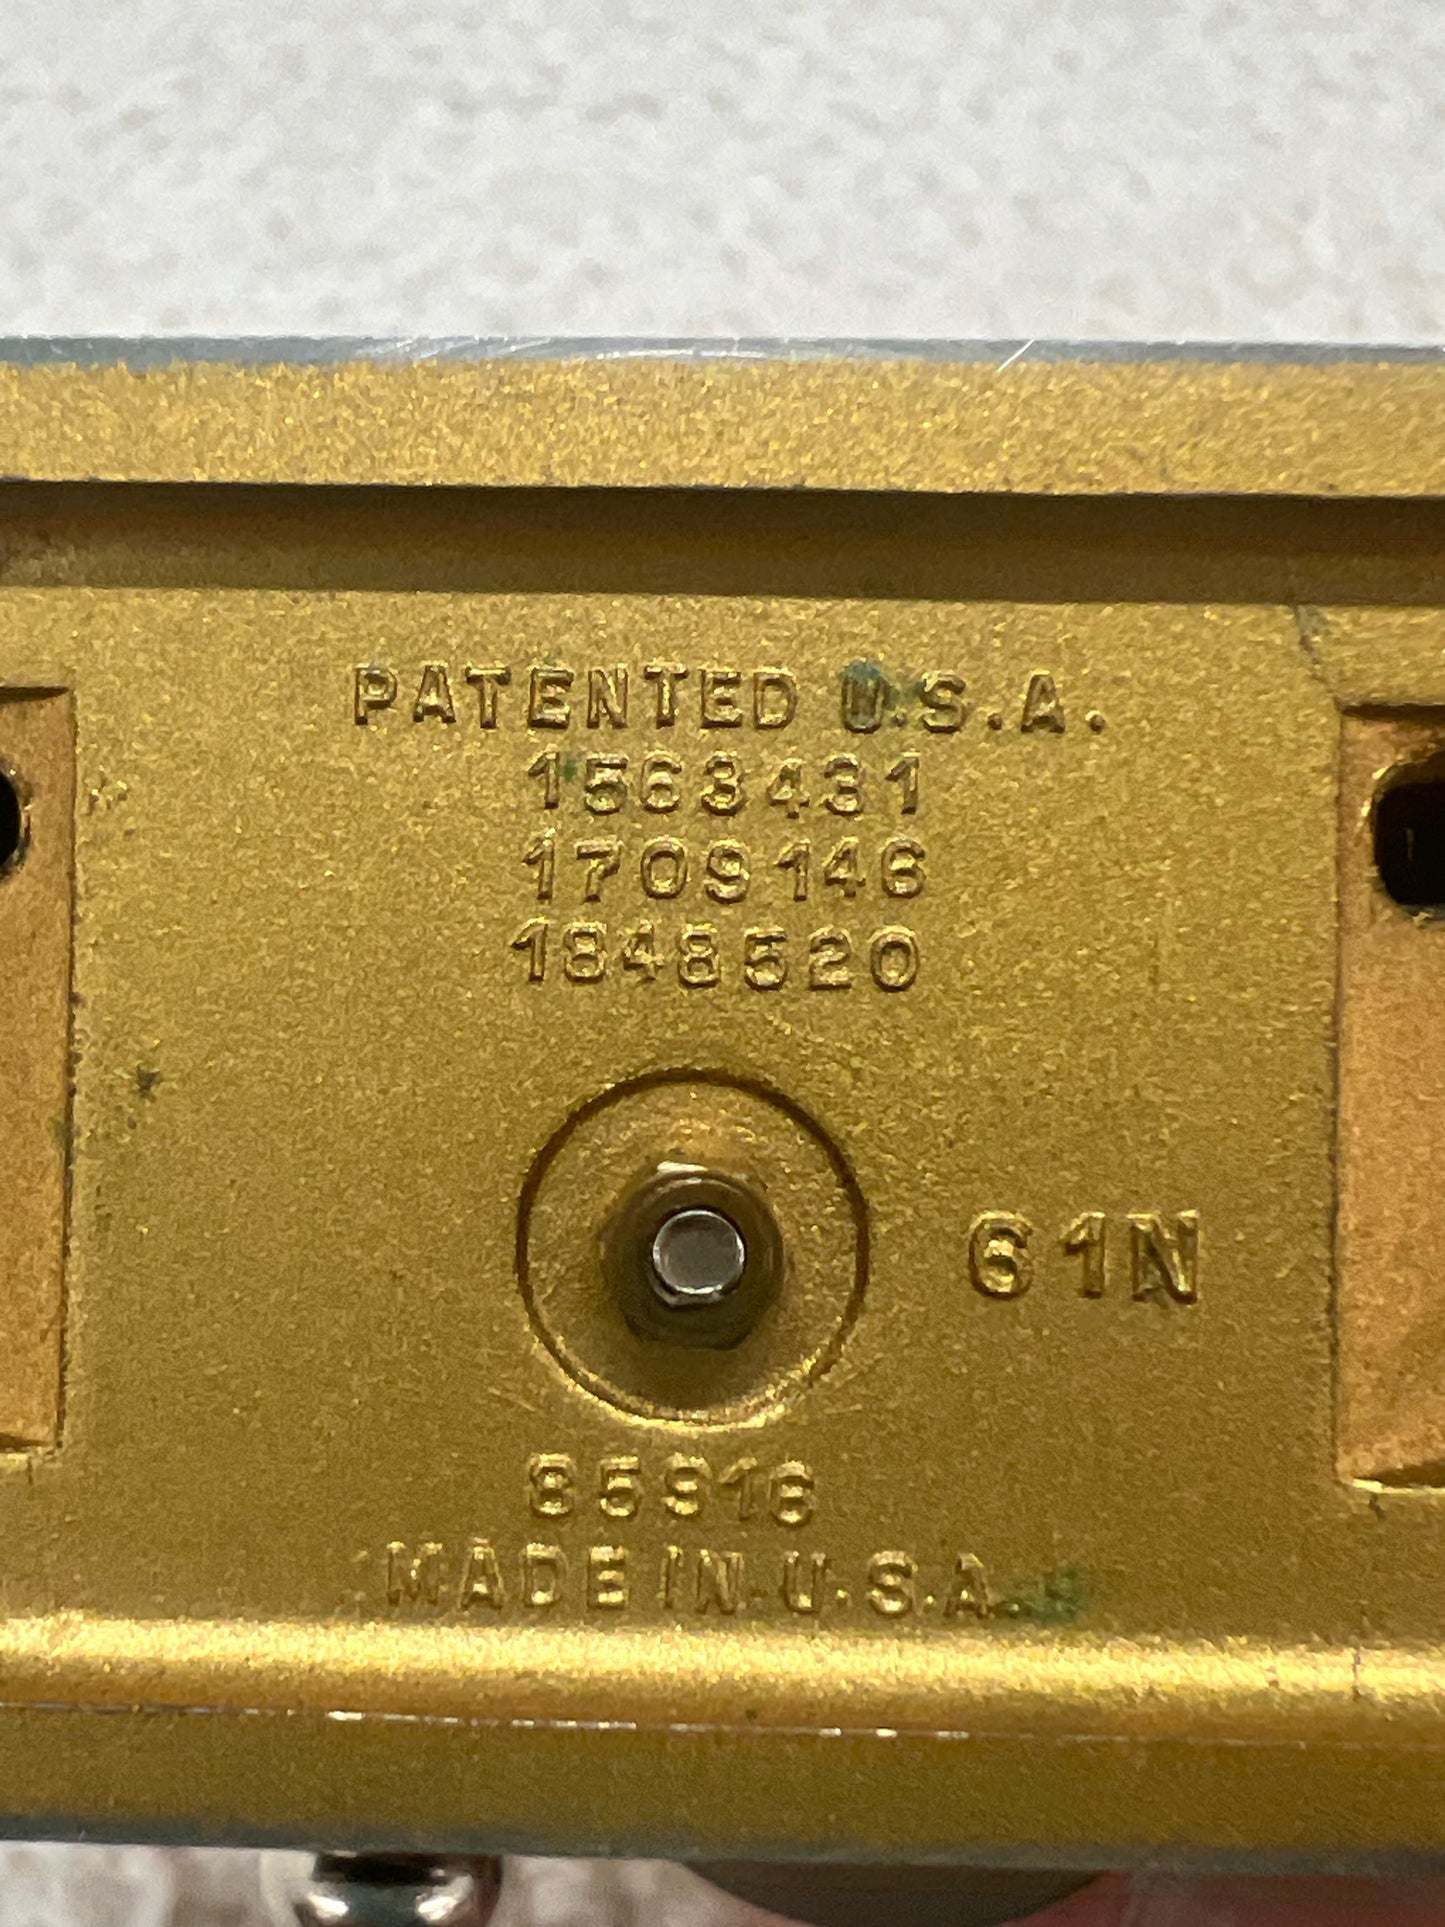 PATENTED U.S.A.
1563431
1709146
1848520
61N
85916
MADE IN U.S.A.